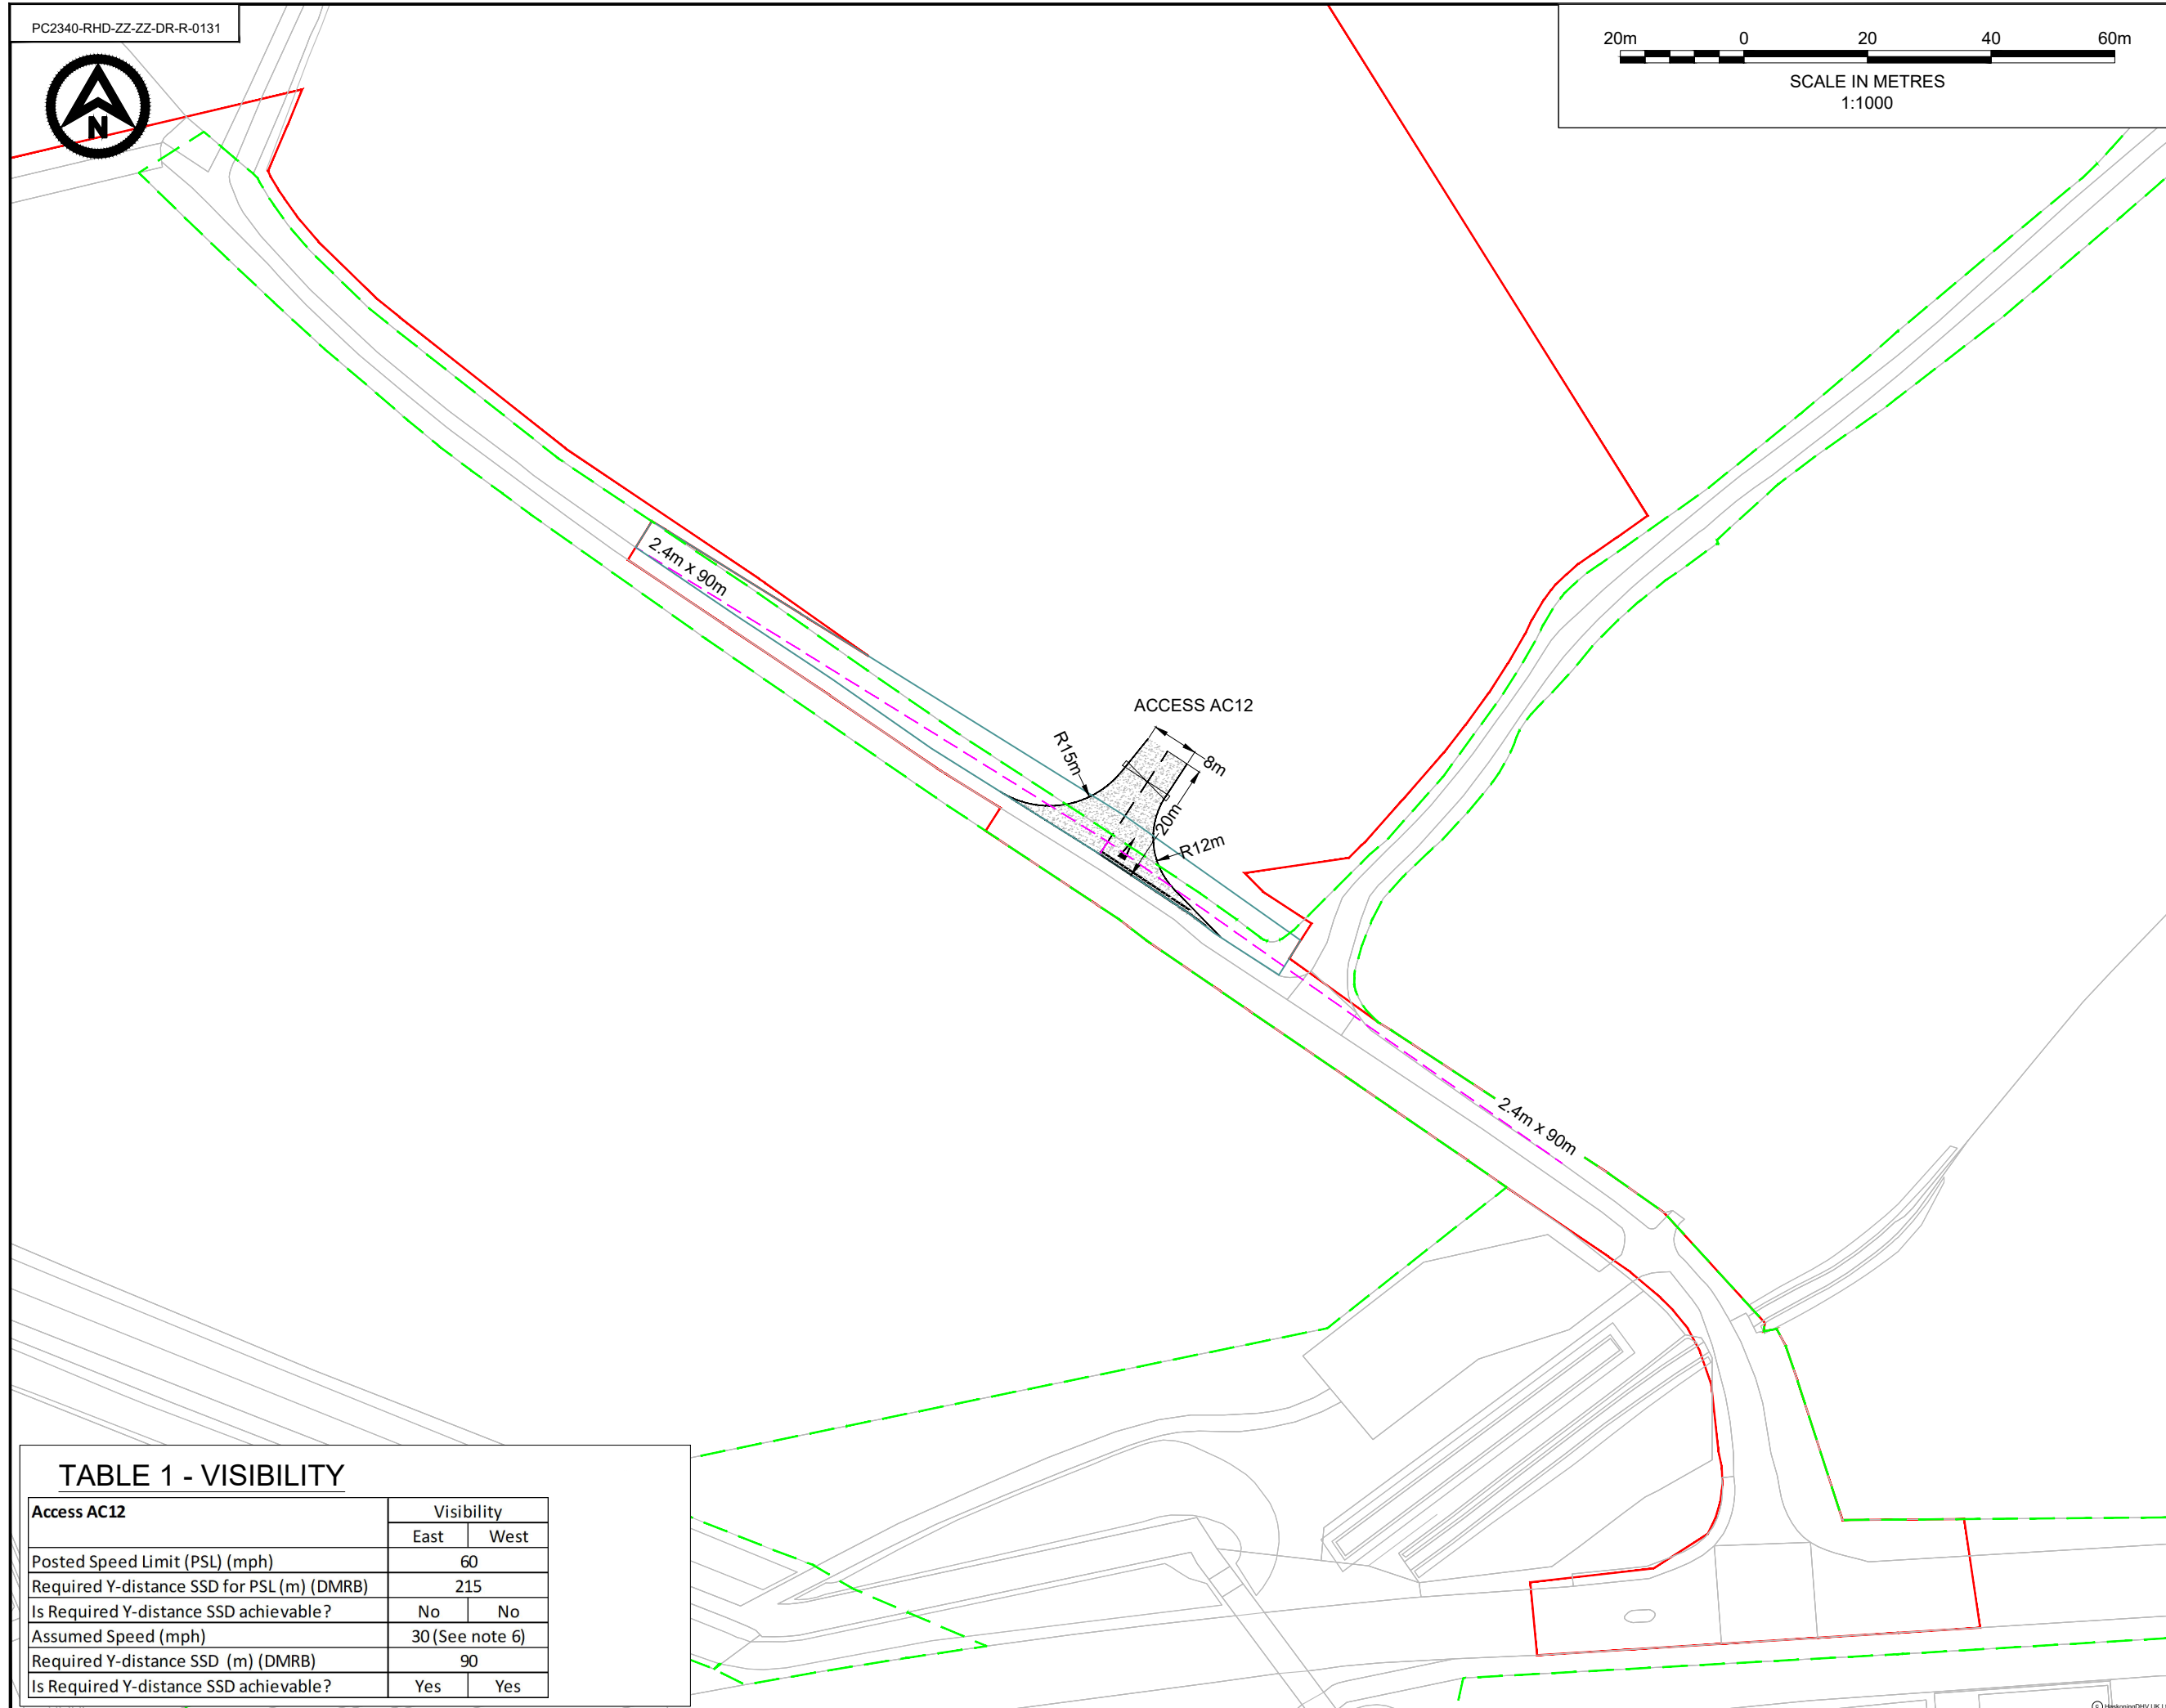 PC2340-RHD-ZZ-ZZ-DR-R-0131
N
20m 0 20 40 60m
SCALE IN METRES
1:1000
2.4m x 90m
ACCESS AC12
R15m
8m
20m
R12m
2.4m x 90m
TABLE 1 - VISIBILITY
Access AC12 Visibility
East West
Posted Speed Limit (PSL) (mph) 60
Required Y-distance SSD for PSL (m) (DMRB) 215
Is Required Y-distance SSD achievable? No No
Assumed Speed (mph) 30 (See note 6)
Required Y-distance SSD (m) (DMRB) 90
Is Required Y-distance SSD achievable? Yes Yes
© HaskoningDHV UK